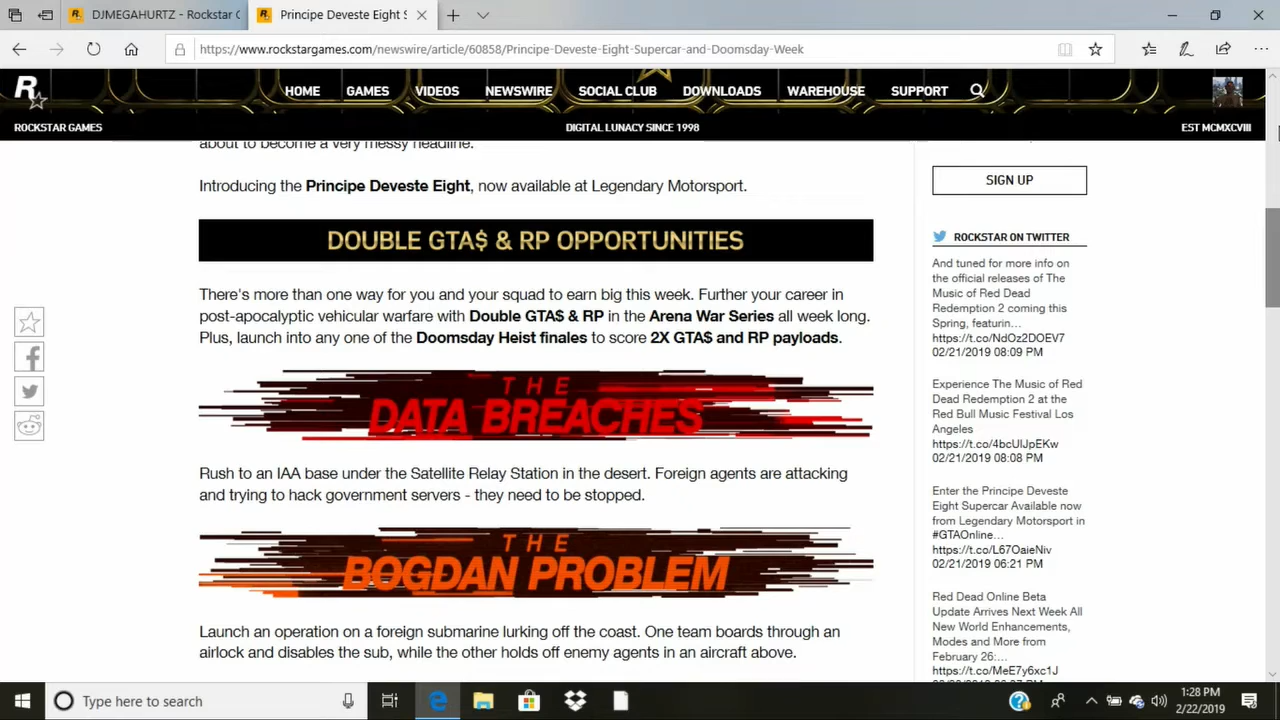 DJMEGAHURTZ - Rockstar G
Principe Deveste Eight S
https://www.rockstargames.com/newswire/article/60858/Principe-Deveste-Eight-Supercar-and-Doomsday-Week
R
HOME
GAMES
VIDEOS
NEWSWIRE
SOCIAL CLUB
DOWNLOADS
WAREHOUSE
SUPPORT
ROCKSTAR GAMES
DIGITAL LUNACY SINCE 1998
EST MCMXCVIII
about to become a very messy headline.
Introducing the Principe Deveste Eight, now available at Legendary Motorsport.
DOUBLE GTA$ & RP OPPORTUNITIES
There's more than one way for you and your squad to earn big this week. Further your career in
post-apocalyptic vehicular warfare with Double GTA$ & RP in the Arena War Series all week long.
Plus, launch into any one of the Doomsday Heist finales to score 2X GTA$ and RP payloads.
THE
DATA BREACHES
Rush to an IAA base under the Satellite Relay Station in the desert. Foreign agents are attacking
and trying to hack government servers - they need to be stopped.
THE
BOGDAN PROBLEM
Launch an operation on a foreign submarine lurking off the coast. One team boards through an
airlock and disables the sub, while the other holds off enemy agents in an aircraft above.
SIGN UP
ROCKSTAR ON TWITTER
And tuned for more info on
the official releases of The
Music of Red Dead
Redemption 2 coming this
Spring, featurin…
https://t.co/NdOz2DOEV7
02/21/2019 08:09 PM
Experience The Music of Red
Dead Redemption 2 at the
Red Bull Music Festival Los
Angeles
https://t.co/4bcUlJpEKw
02/21/2019 08:08 PM
Enter the Principe Deveste
Eight Supercar Available now
from Legendary Motorsport in
#GTAOnline…
https://t.co/L67OaieNiv
02/21/2019 06:21 PM
Red Dead Online Beta
Update Arrives Next Week All
New World Enhancements,
Modes and More from
February 26:…
https://t.co/MeE7y6xc1J
Type here to search
1:28 PM
2/22/2019